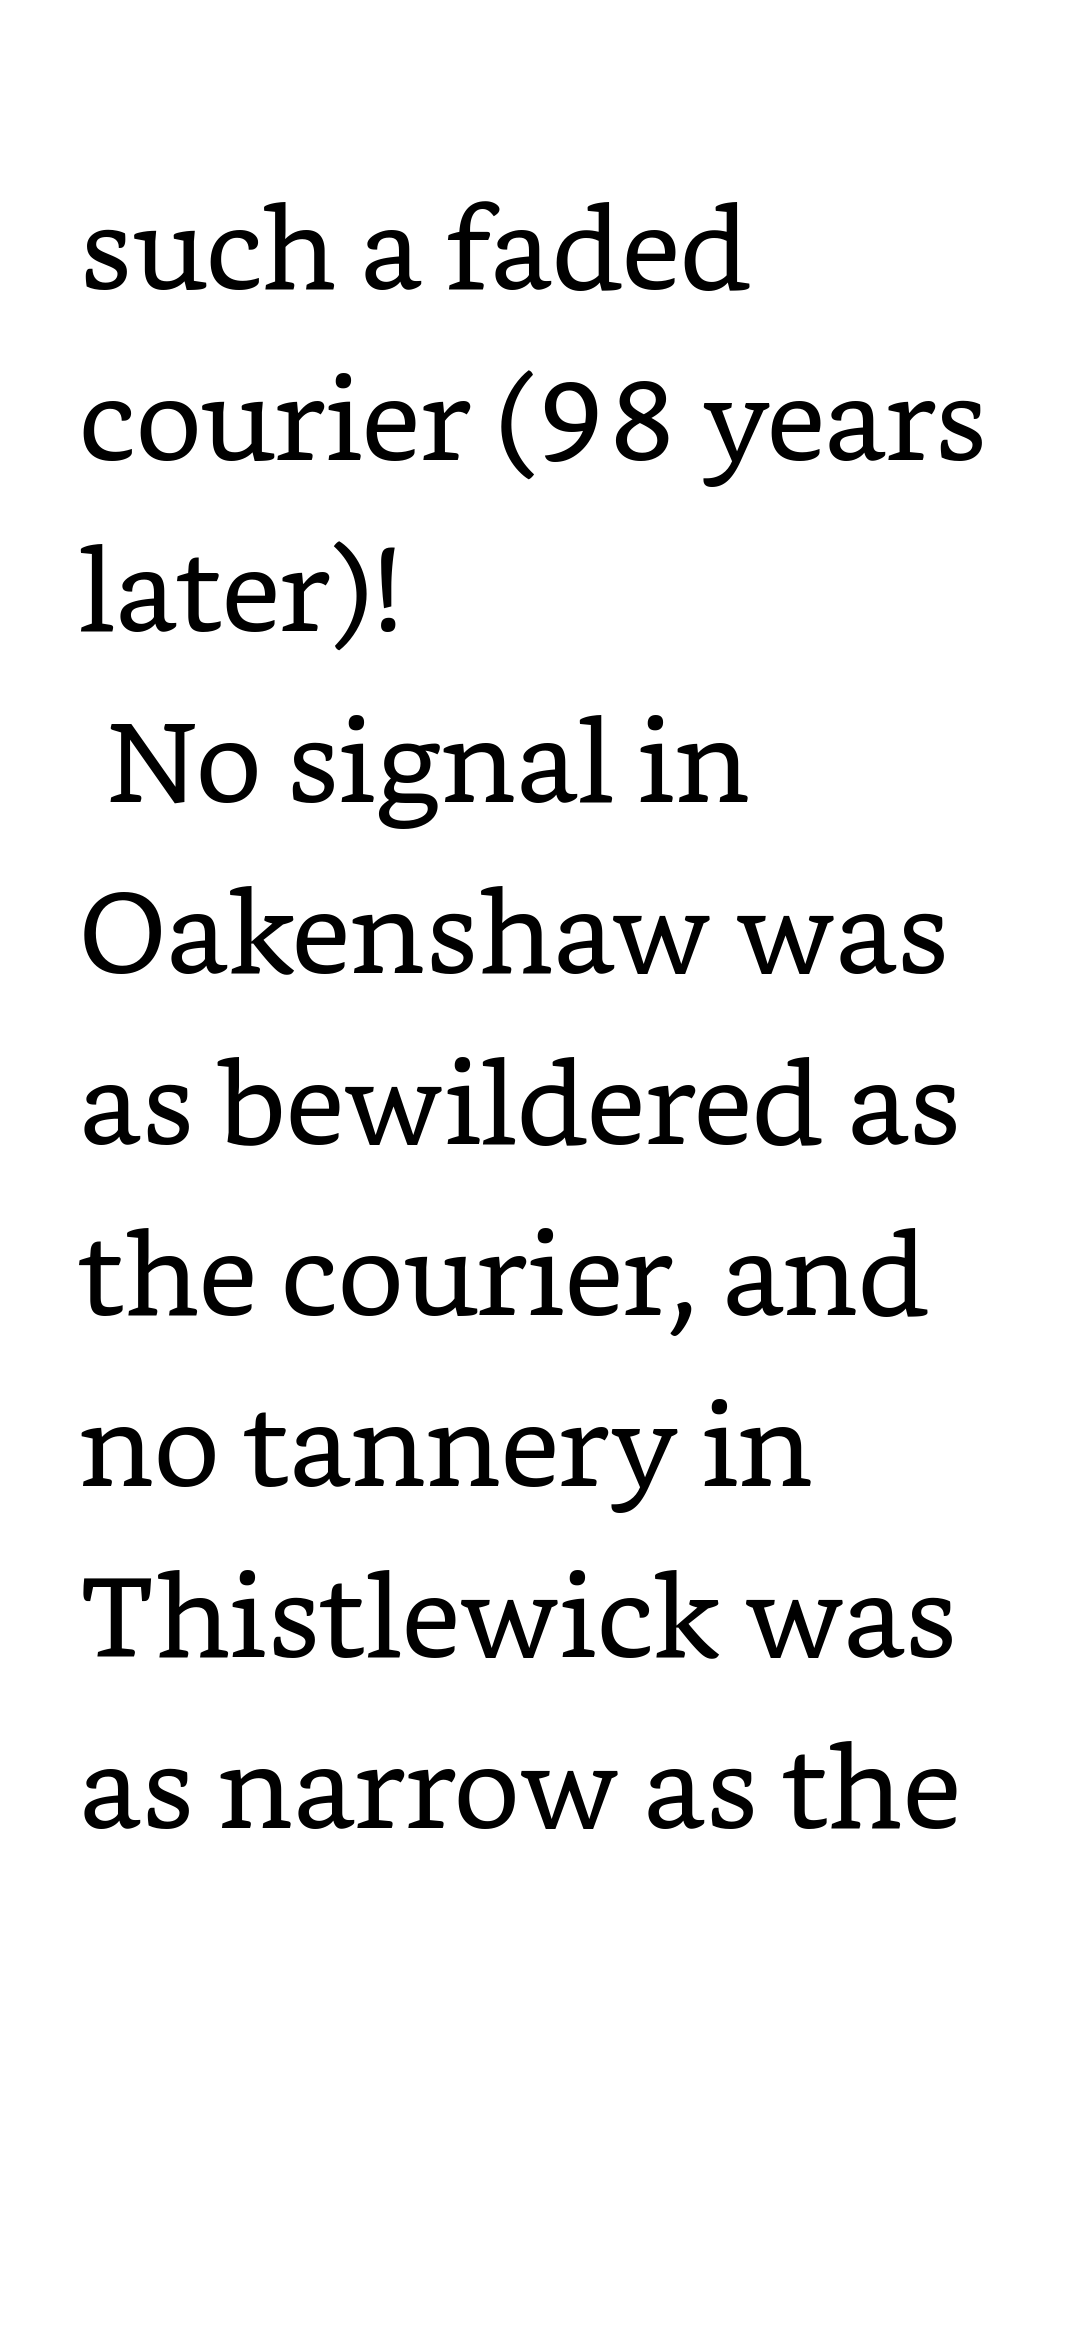 such a faded
courier (98 years
later)!
No signal in
Oakenshaw was
as bewildered as
the courier, and
no tannery in
Thistlewick was
as narrow as the